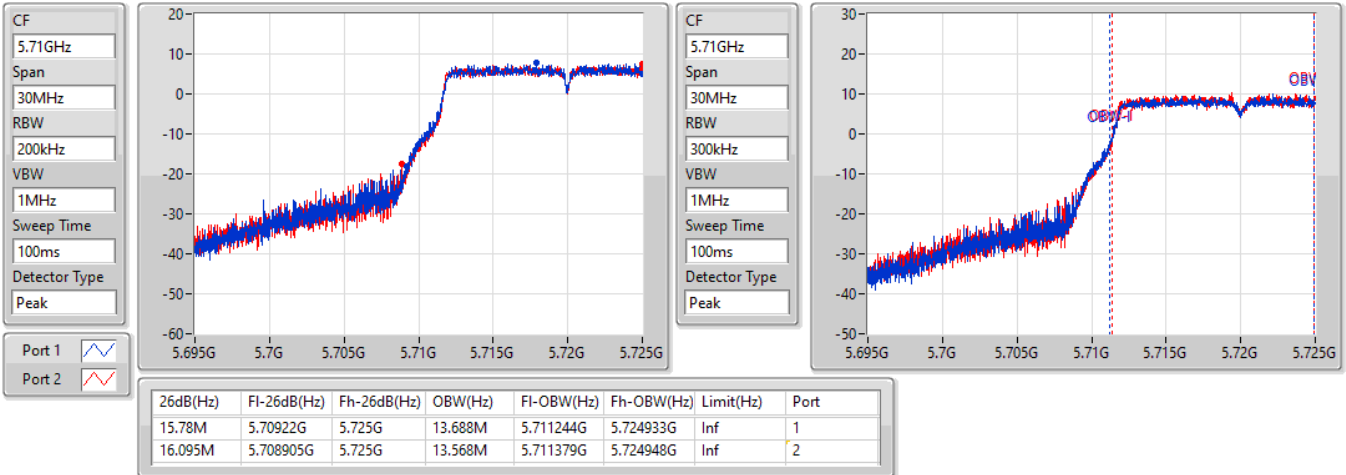 CF
5.71GHz
Span
30MHz
RBW
200kHz
VBW
1MHz
Sweep Time
100ms
Detector Type
Peak
20
10
0
-10
-20
-30
-40
-50
-60
5.695G 5.7G 5.705G 5.71G 5.715G 5.72G 5.725G
CF
5.71GHz
Span
30MHz
RBW
300kHz
VBW
1MHz
Sweep Time
100ms
Detector Type
Peak
30
20
10
0
-10
-20
-30
-40
-50
5.695G 5.7G 5.705G 5.71G 5.715G 5.72G 5.725G
Port 1
Port 2
26dB(Hz) Fl-26dB(Hz) Fh-26dB(Hz) OBW(Hz) Fl-OBW(Hz) Fh-OBW(Hz) Limit(Hz) Port
15.78M 5.70922G 5.725G 13.688M 5.711244G 5.724933G Inf 1
16.095M 5.708905G 5.725G 13.568M 5.711379G 5.724948G Inf 2